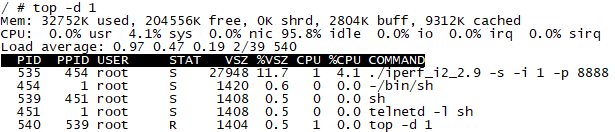 / # top -d 1
Mem: 32752K used, 204556K free, 0K shrd, 2804K buff, 9312K cached
CPU:  0.0% usr  4.1% sys  0.0% nic 95.8% idle  0.0% io  0.0% irq  0.0% sirq
Load average: 0.97 0.47 0.19 2/39 540
PID  PPID USER     STAT   VSZ %VSZ CPU %CPU COMMAND
535   454 root     S    27948 11.7   1  4.1 ./iperf_i2_2.9 -s -i 1 -p 8888
454     1 root     S     1420  0.6   0  0.0 -/bin/sh
539   451 root     S     1408  0.5   0  0.0 sh
451     1 root     S     1408  0.5   0  0.0 telnetd -l sh
540   539 root     R     1404  0.5   1  0.0 top -d 1